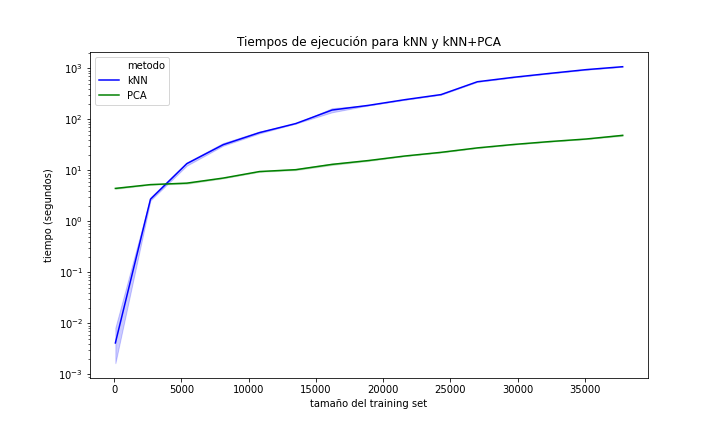 Tiempos de ejecución para kNN y kNN+PCA
metodo
kNN
PCA
tiempo (segundos)
10³
10²
10¹
10⁰
10⁻¹
10⁻²
10⁻³
0 5000 10000 15000 20000 25000 30000 35000
tamaño del training set